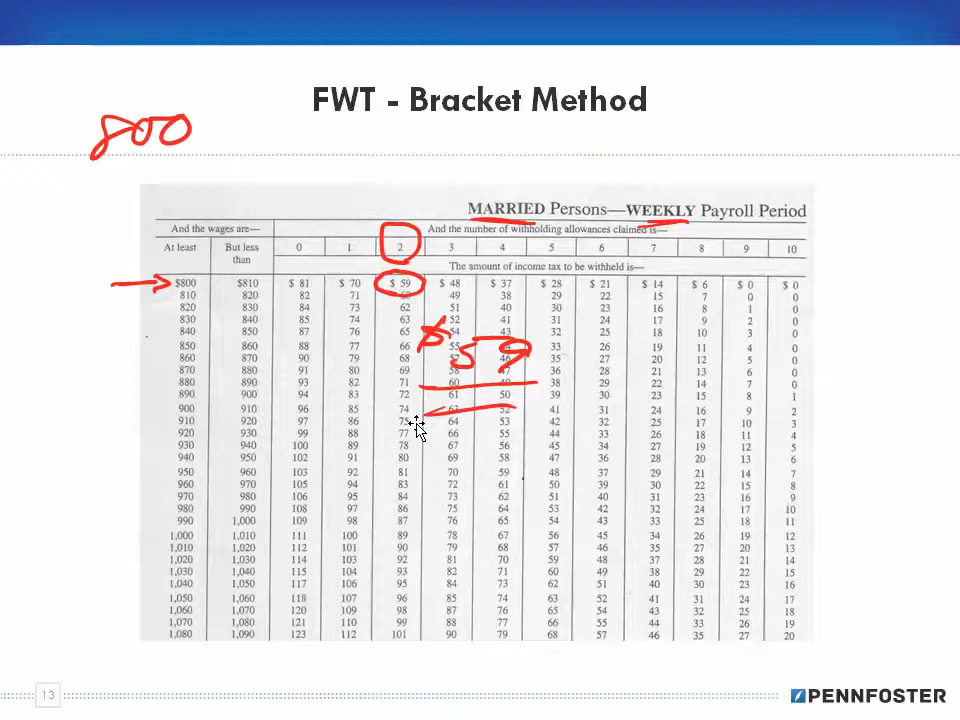 FWT - Bracket Method
800
MARRIED Persons—WEEKLY Payroll Period
And the wages are— And the number of withholding allowances claimed is—
At least But less than 0 1 2 3 4 5 6 7 8 9 10
The amount of income tax to be withheld is—
$800 $810 $ 81 $ 70 $ 59 $ 48 $ 37 $ 28 $ 21 $ 14 $ 6 $ 0 $ 0
810 820 82 71 60 49 38 29 22 15 7 0 0
820 830 84 73 62 51 40 30 23 16 8 1 0
830 840 85 74 63 52 41 31 24 17 9 2 0
840 850 87 76 65 54 43 32 25 18 10 3 0
$59
850 860 88 77 66 55 33 26 19 11 4 0
860 870 90 79 68 57 46 35 27 20 12 5 0
870 880 91 80 69 58 47 36 28 21 13 6 0
880 890 93 82 71 60 49 38 29 22 14 7 0
890 900 94 83 72 61 50 39 30 23 15 8 1
900 910 96 85 74 63 52 41 31 24 16 9 2
910 920 97 86 75 64 53 42 32 25 17 10 3
920 930 99 88 77 66 55 44 33 26 18 11 4
930 940 100 89 78 67 56 45 34 27 19 12 5
940 950 102 91 80 69 58 47 36 28 20 13 6
950 960 103 92 81 70 59 48 37 29 21 14 7
960 970 105 94 83 72 61 50 39 30 22 15 8
970 980 106 95 84 73 62 51 40 31 23 16 9
980 990 108 97 86 75 64 53 42 32 24 17 10
990 1,000 109 98 87 76 65 54 43 33 25 18 11
1,000 1,010 111 100 89 78 67 56 45 34 26 19 12
1,010 1,020 112 101 90 79 68 57 46 35 27 20 13
1,020 1,030 114 103 92 81 70 59 48 37 28 21 14
1,030 1,040 115 104 93 82 71 60 49 38 29 22 15
1,040 1,050 117 106 95 84 73 62 51 40 30 23 16
1,050 1,060 118 107 96 85 74 63 52 41 31 24 17
1,060 1,070 120 109 98 87 76 65 54 43 32 25 18
1,070 1,080 121 110 99 88 77 66 55 44 33 26 19
1,080 1,090 123 112 101 90 79 68 57 46 35 27 20
13
PENNFOSTER